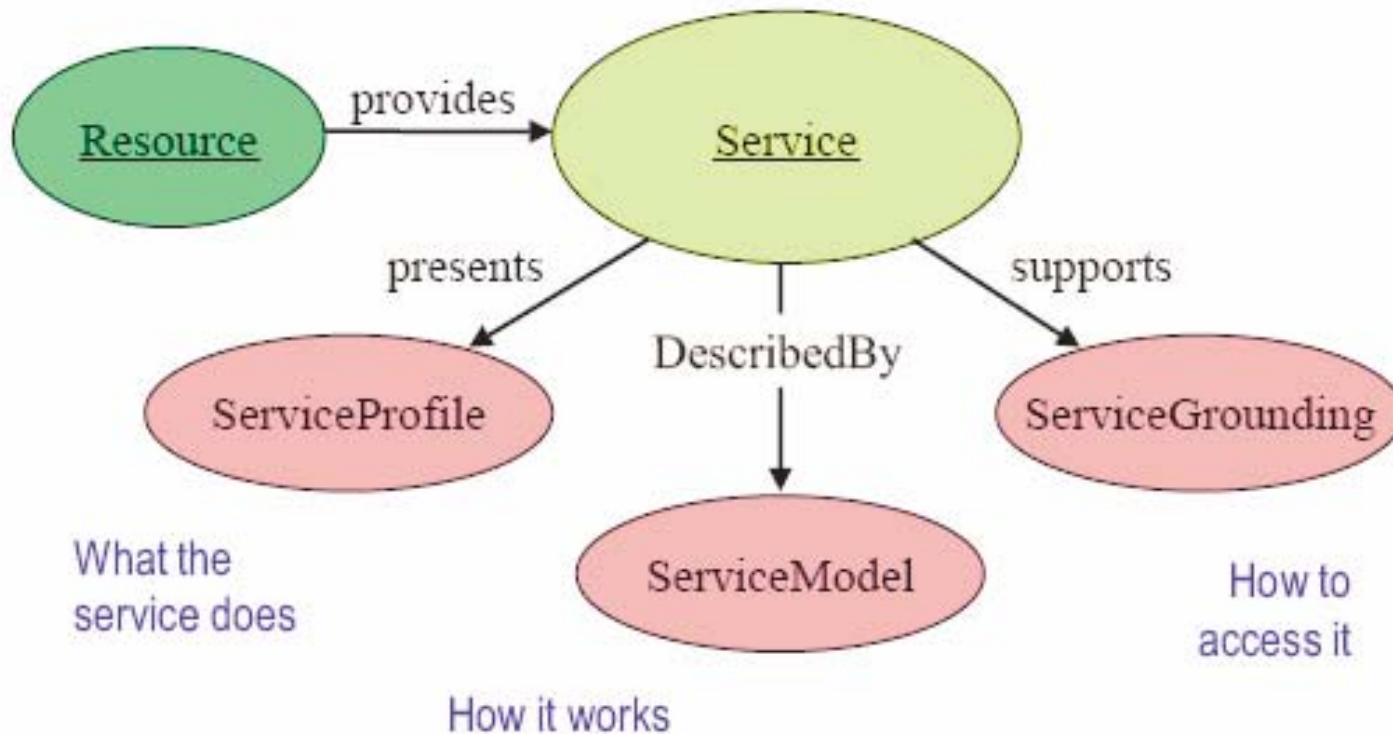 provides
Resource
Service
presents
supports
DescribedBy
ServiceProfile
ServiceGrounding
What the
service does
ServiceModel
How to
access it
How it works